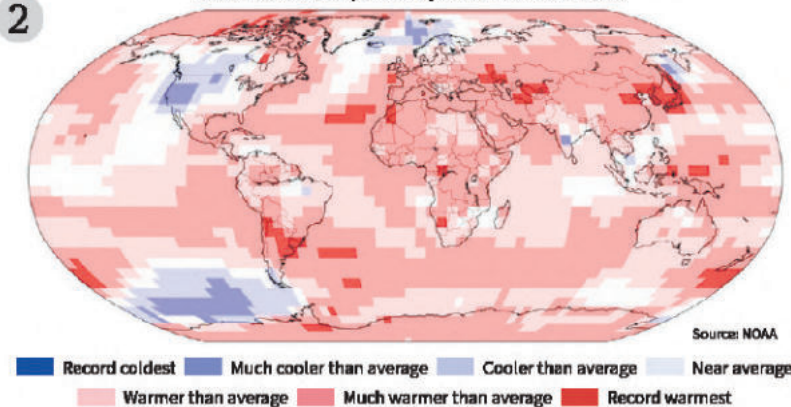 2
Source: NOAA
Record coldest Much cooler than average Cooler than average Near average
Warmer than average Much warmer than average Record warmest